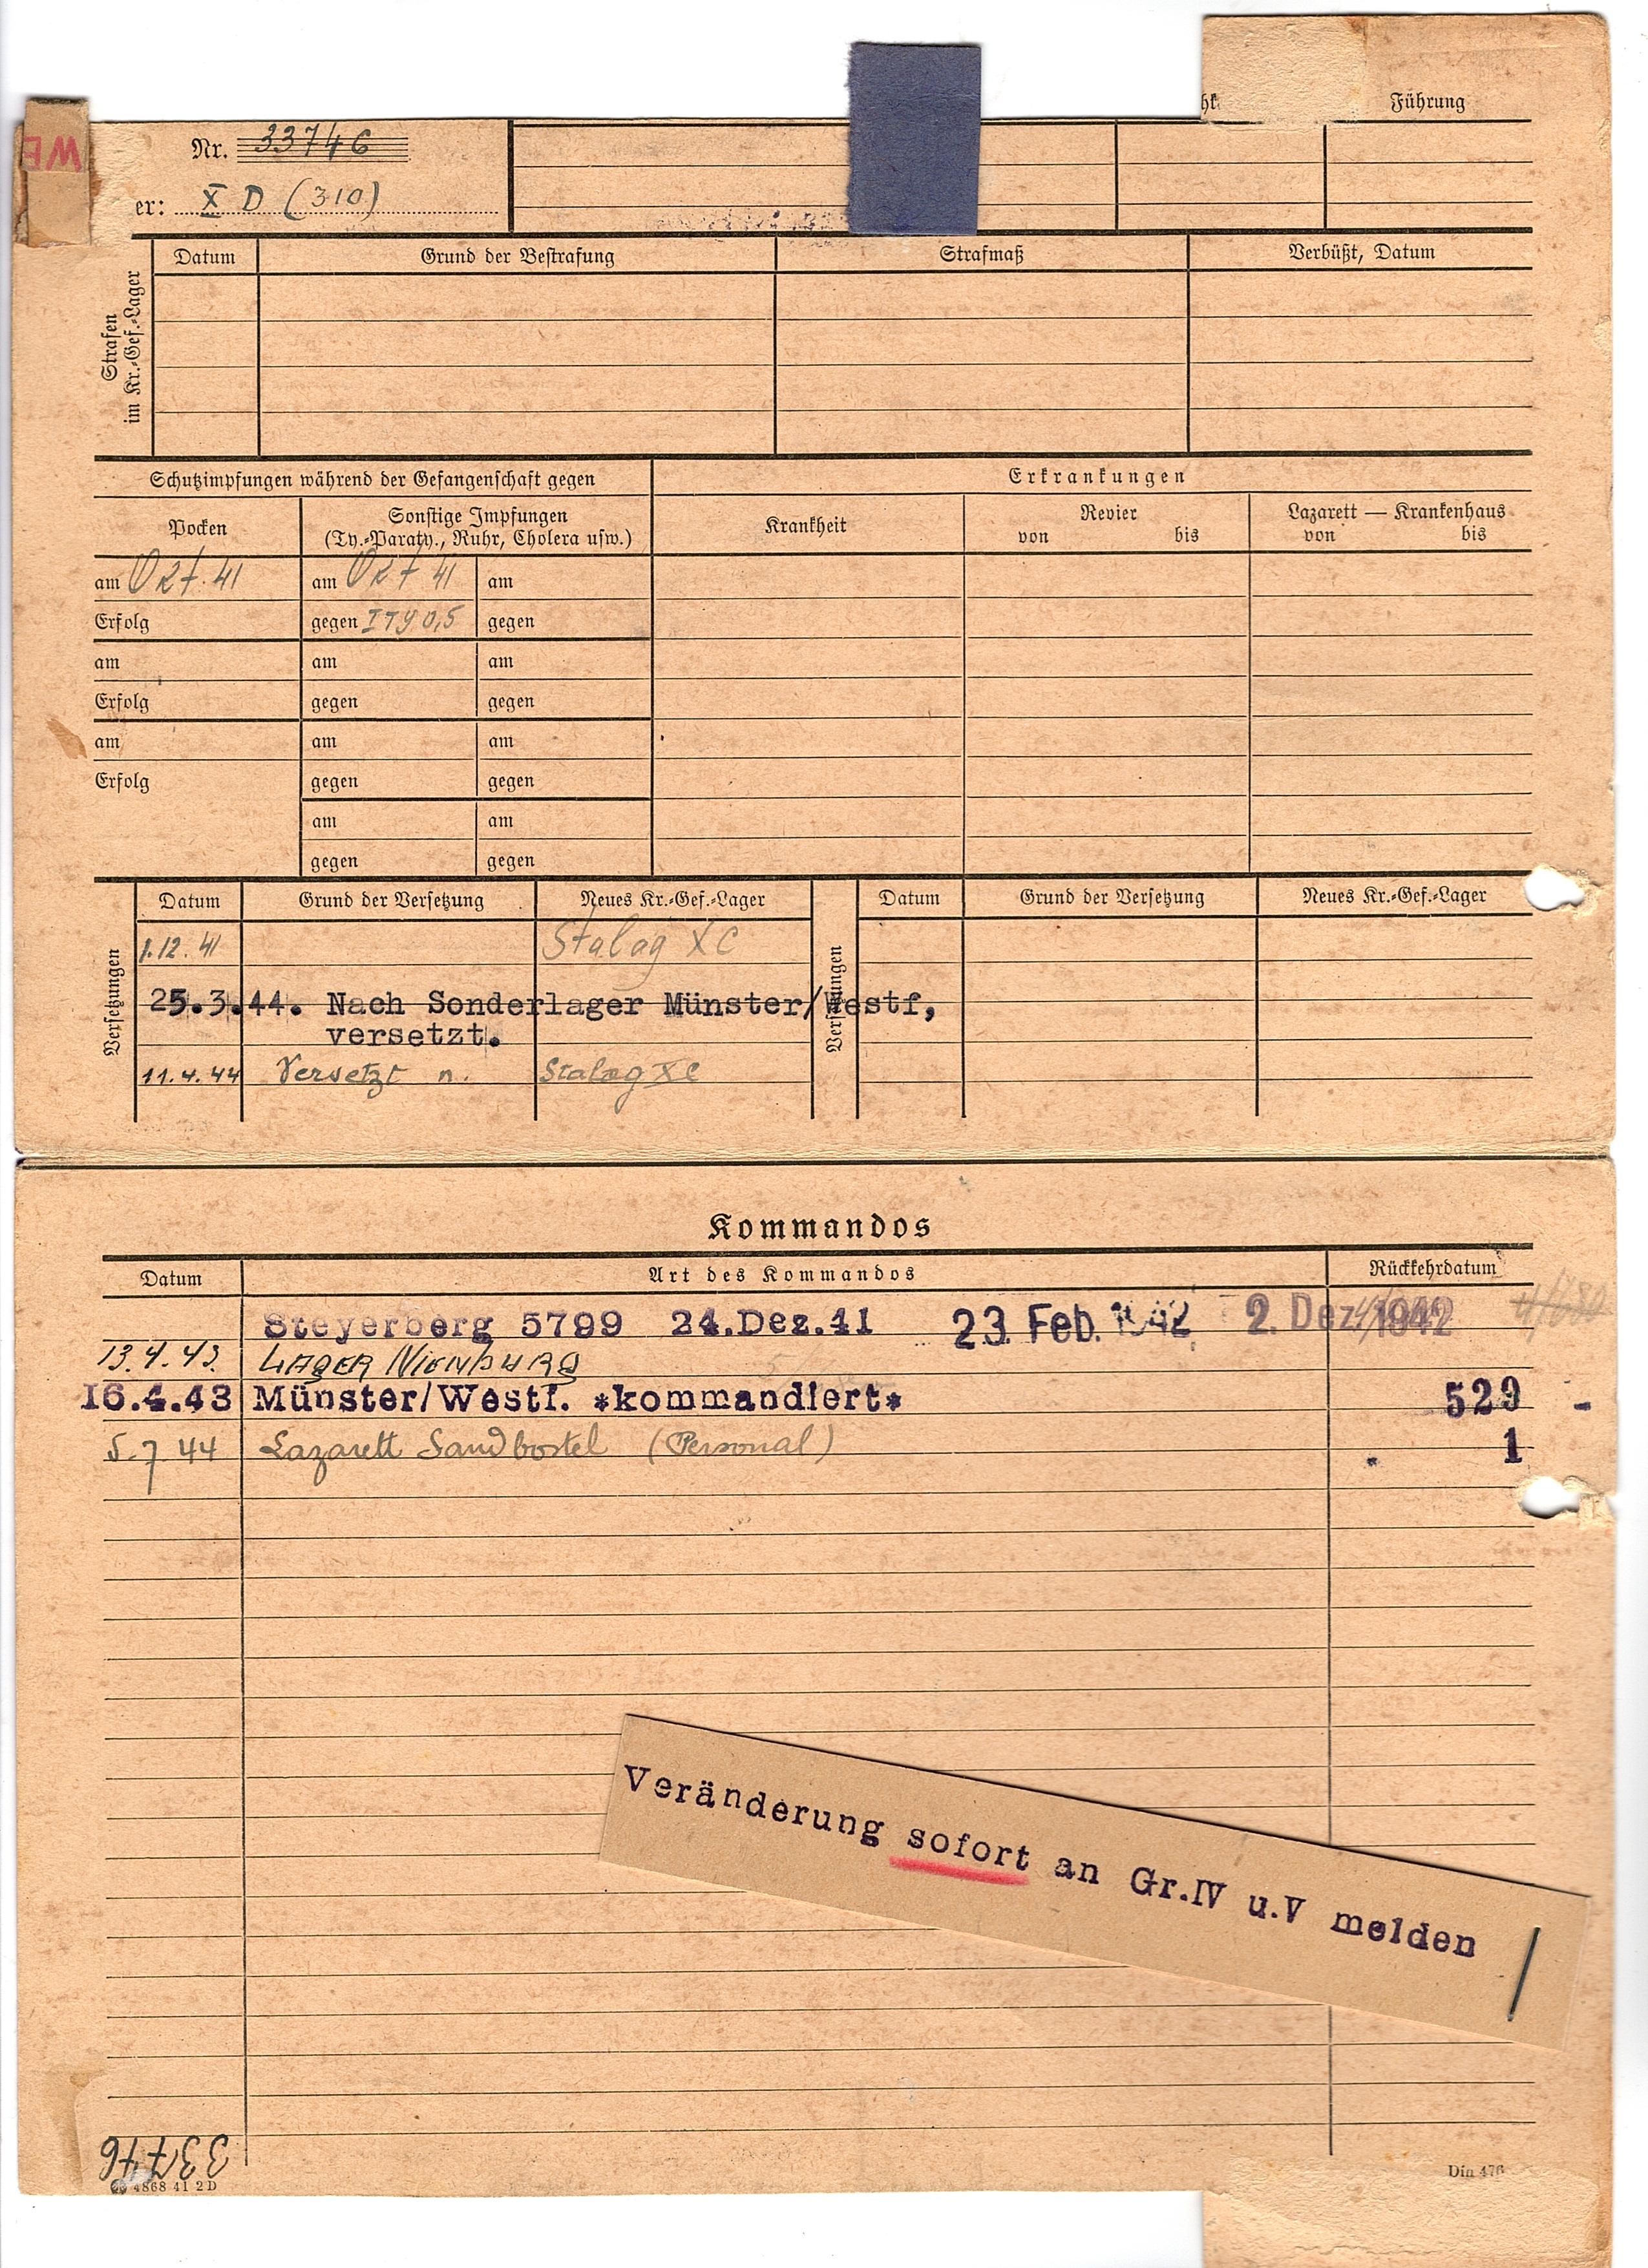 Führung
WE
Nr. 33746
er: X D (310)
Strafen im Kr.-Gef.-Lager
Datum Grund der Bestrafung Strafmaß Verbüßt, Datum
Schutzimpfungen während der Gefangenschaft gegen Erkrankungen
Pocken Sonstige Impfungen (Ty.-Paraty., Ruhr, Cholera usw.) Krankheit Revier von bis Lazarett — Krankenhaus von bis
am Okt. 41 am Okt 41 am
Erfolg gegen gegen
am am am
Erfolg gegen gegen
am am am
Erfolg gegen gegen
am am
gegen gegen
Versetzungen Datum Grund der Versetzung Neues Kr.-Gef.-Lager Versetzungen Datum Grund der Versetzung Neues Kr.-Gef.-Lager
1.12.41 Stalag XC
25.3.44. Nach Sonderlager Münster/Westf,
versetzt.
11.4.44 Versetzt n. Stalag XC
Kommandos
Datum Art des Kommandos Rückkehrdatum
Steyerberg 5799 24.Dez.41 23. Feb. 1942 2. Dez. 1942
13.4.43. LAGER NIENBURG
16.4.43 Münster/Westf. *kommandiert* 529 -
5.7 44 Lazarett Sandbostel (Personal) 1
Veränderung sofort an Gr.IV u.V melden
4868 41 2 D
Din 476